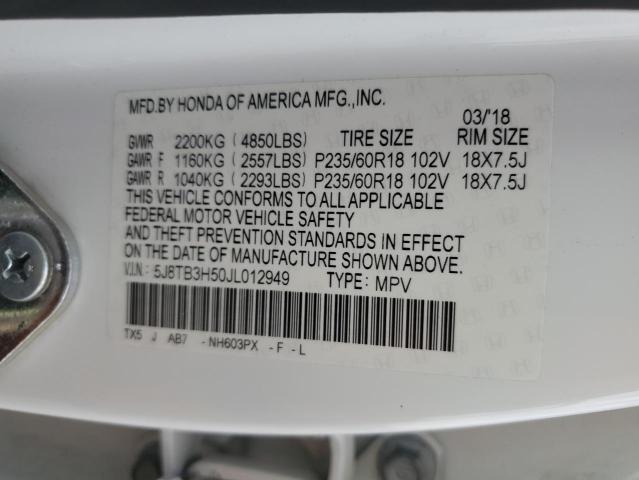 MFD.BY HONDA OF AMERICA MFG.,INC.
03/'18
GVWR 2200KG (4850LBS) TIRE SIZE RIM SIZE
GAWR F 1160KG (2557LBS) P235/60R18 102V 18X7.5J
GAWR R 1040KG (2293LBS) P235/60R18 102V 18X7.5J
THIS VEHICLE CONFORMS TO ALL APPLICABLE
FEDERAL MOTOR VEHICLE SAFETY
AND THEFT PREVENTION STANDARDS IN EFFECT
ON THE DATE OF MANUFACTURE SHOWN ABOVE.
V.I.N.: 5J8TB3H50JL012949 TYPE: MPV
TX5 J AB7 -NH603PX -F -L